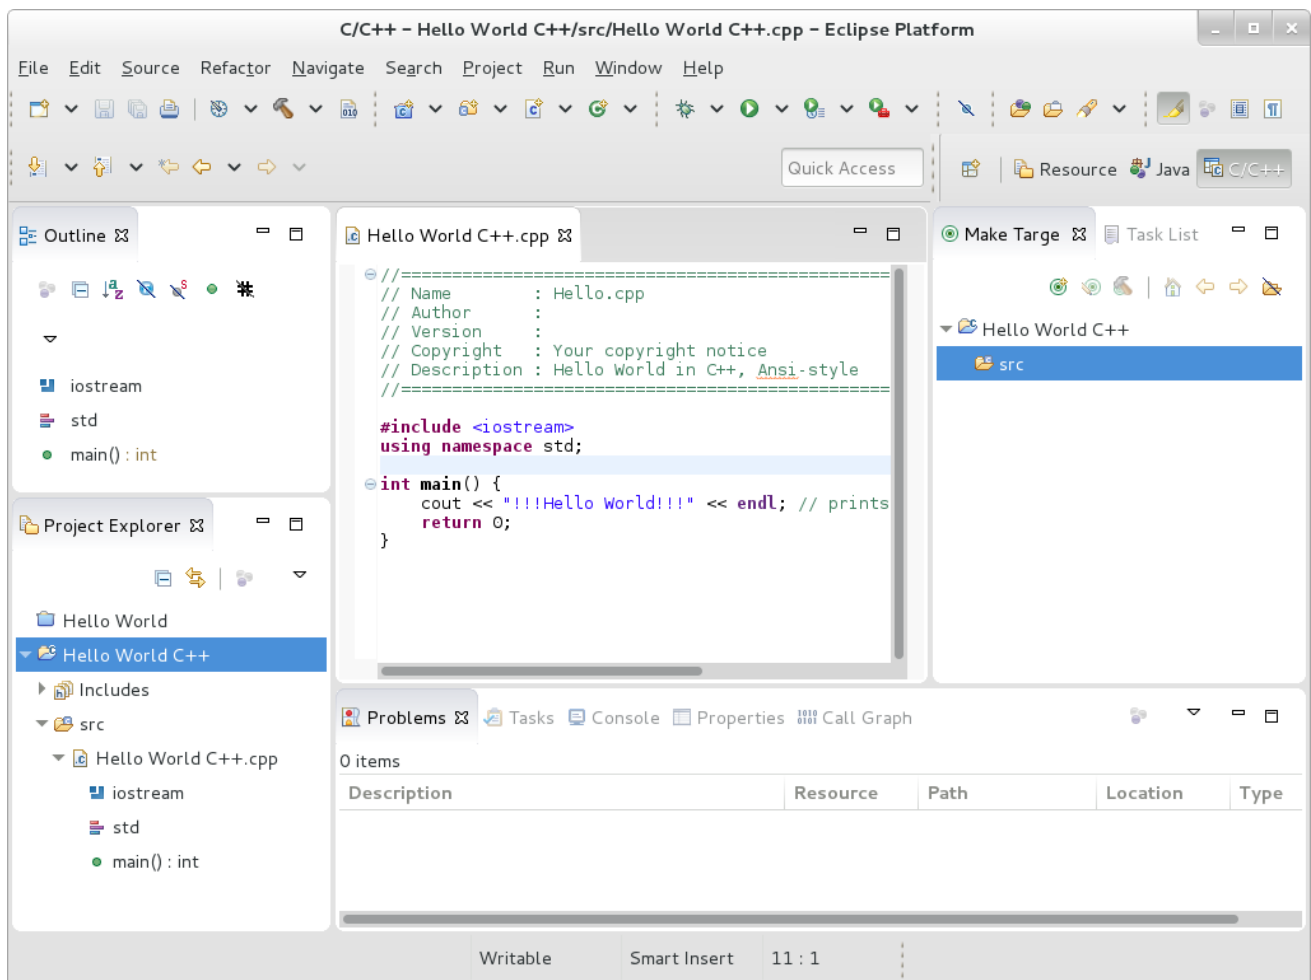 C/C++ – Hello World C++/src/Hello World C++.cpp – Eclipse Platform
File Edit Source Refactor Navigate Search Project Run Window Help
010
Quick Access
Resource Java C/C++
Outline
iostream
std
main() : int
Project Explorer
Hello World
Hello World C++
Includes
src
Hello World C++.cpp
iostream
std
main() : int
Hello World C++.cpp
//================================================
// Name        : Hello.cpp
// Author      :
// Version     :
// Copyright   : Your copyright notice
// Description : Hello World in C++, Ansi-style
//================================================
#include <iostream>
using namespace std;
int main() {
    cout << "!!!Hello World!!!" << endl; // prints
    return 0;
}
Make Targe Task List
Hello World C++
src
Problems Tasks Console Properties Call Graph
0 items
Description Resource Path Location Type
Writable Smart Insert 11 : 1